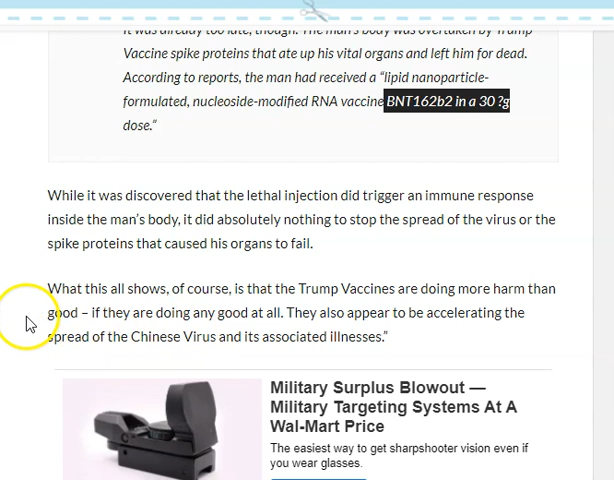 It was already too late, though. The man's body was overtaken by Trump
Vaccine spike proteins that ate up his vital organs and left him for dead.
According to reports, the man had received a “lipid nanoparticle-
formulated, nucleoside-modified RNA vaccine BNT162b2 in a 30 ?g
dose.”
While it was discovered that the lethal injection did trigger an immune response
inside the man’s body, it did absolutely nothing to stop the spread of the virus or the
spike proteins that caused his organs to fail.
What this all shows, of course, is that the Trump Vaccines are doing more harm than
good – if they are doing any good at all. They also appear to be accelerating the
spread of the Chinese Virus and its associated illnesses.”
Military Surplus Blowout —
Military Targeting Systems At A
Wal-Mart Price
The easiest way to get sharpshooter vision even if
you wear glasses.